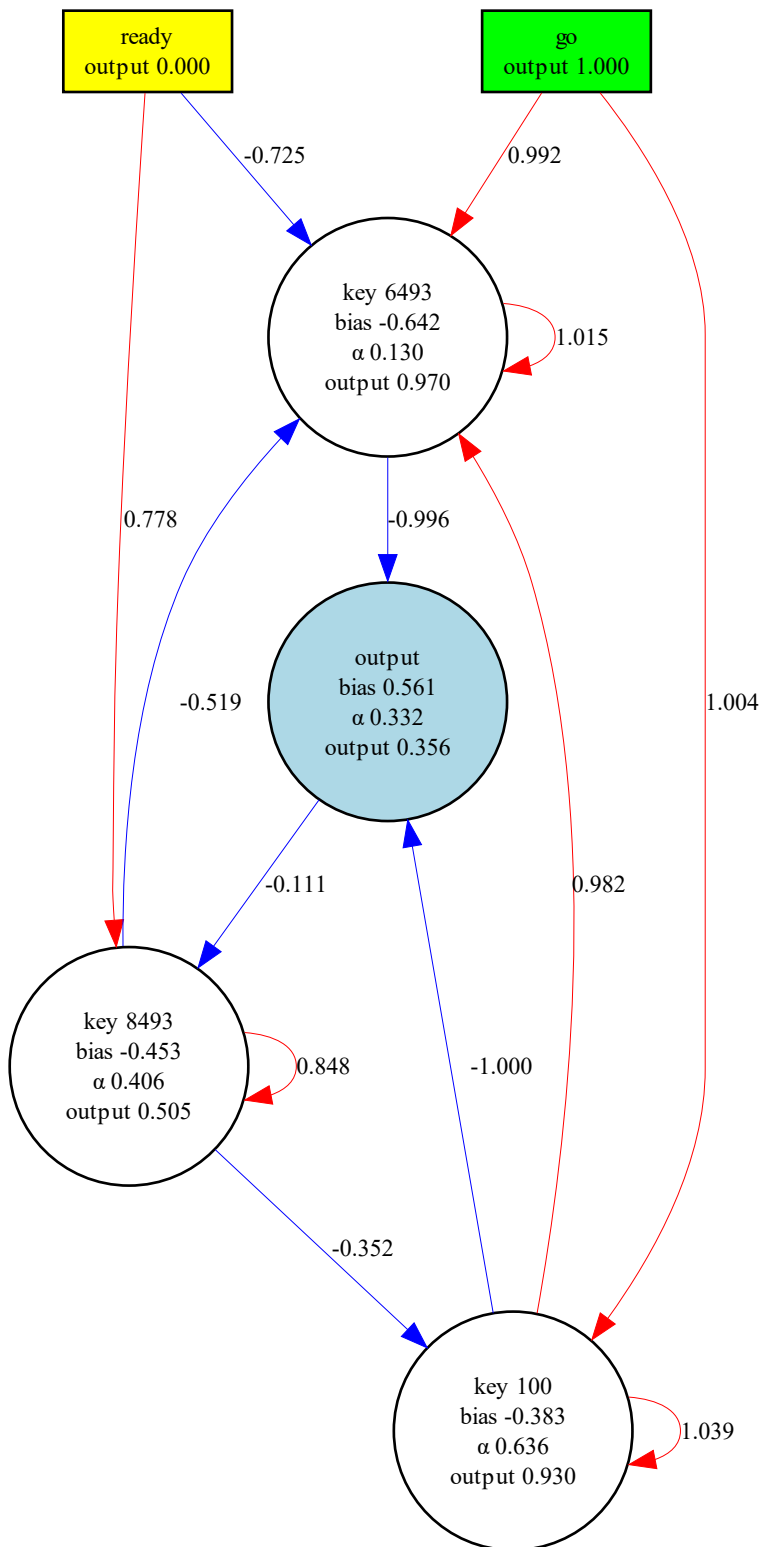 ready
output 0.000
go
output 1.000
-0.725
0.992
key 6493
bias -0.642
α 0.130
output 0.970
1.015
0.778
-0.996
output
bias 0.561
α 0.332
output 0.356
-0.519
1.004
-0.111
0.982
key 8493
bias -0.453
α 0.406
output 0.505
0.848
-1.000
-0.352
key 100
bias -0.383
α 0.636
output 0.930
1.039